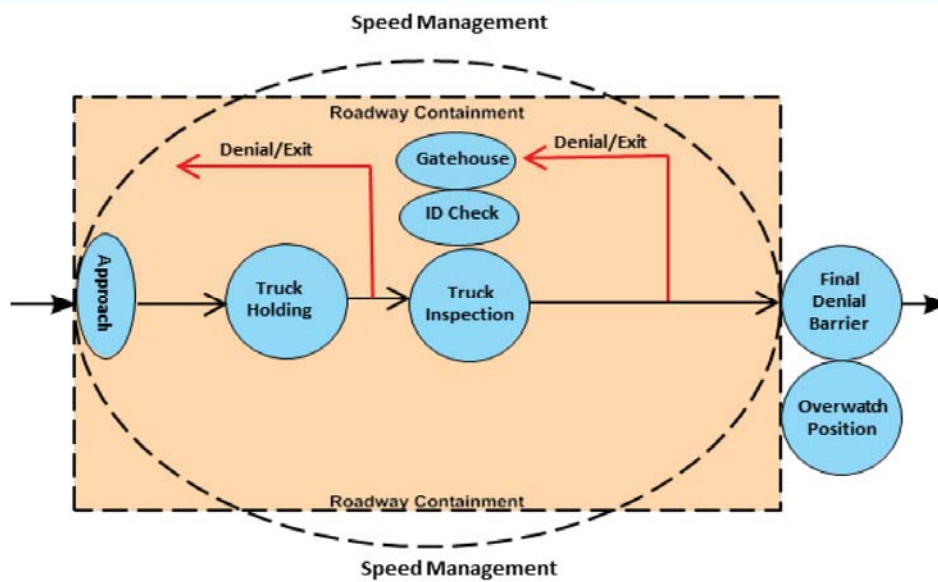 Speed Management
Roadway Containment
Denial/Exit
Denial/Exit
Gatehouse
ID Check
Approach
Truck
Holding
Truck
Inspection
Final
Denial
Barrier
Overwatch
Position
Roadway Containment
Speed Management